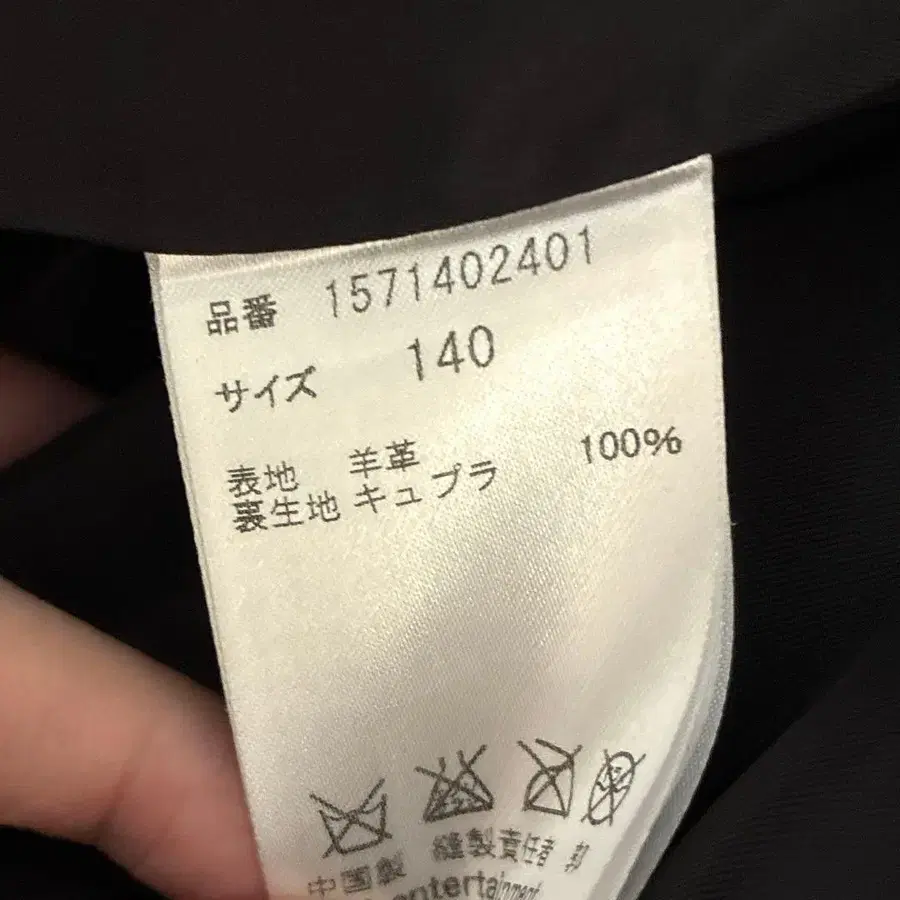 品番 1571402401
サイズ 140
表地 羊革 100%
裏生地 キュプラ
中国製 縫製責任者
entertainment